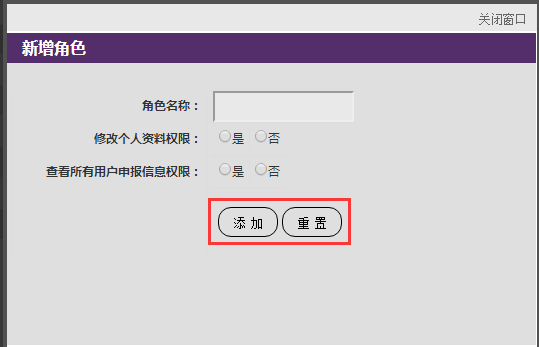 关闭窗口
新增角色
角色名称：
修改个人资料权限： 是 否
查看所有用户申报信息权限： 是 否
添 加 重 置